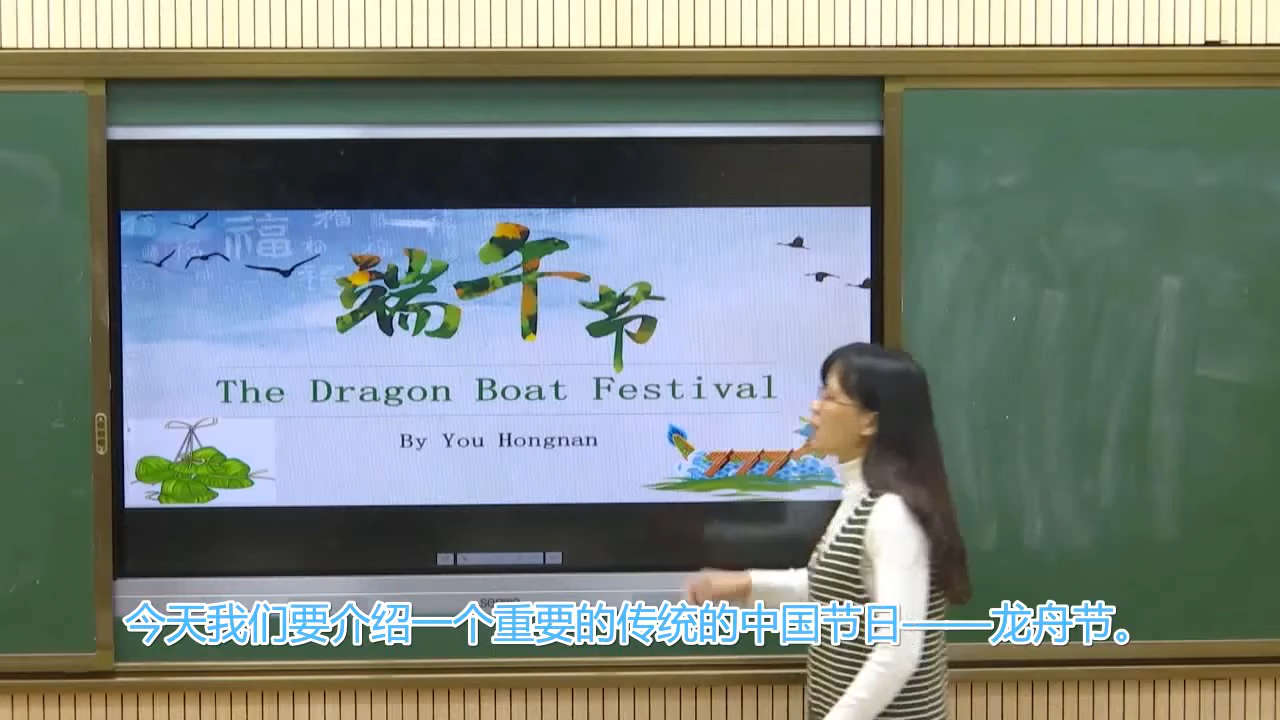 福
端午节
The Dragon Boat Festival
By You Hongnan
今天我们要介绍一个重要的传统的中国节日——龙舟节。